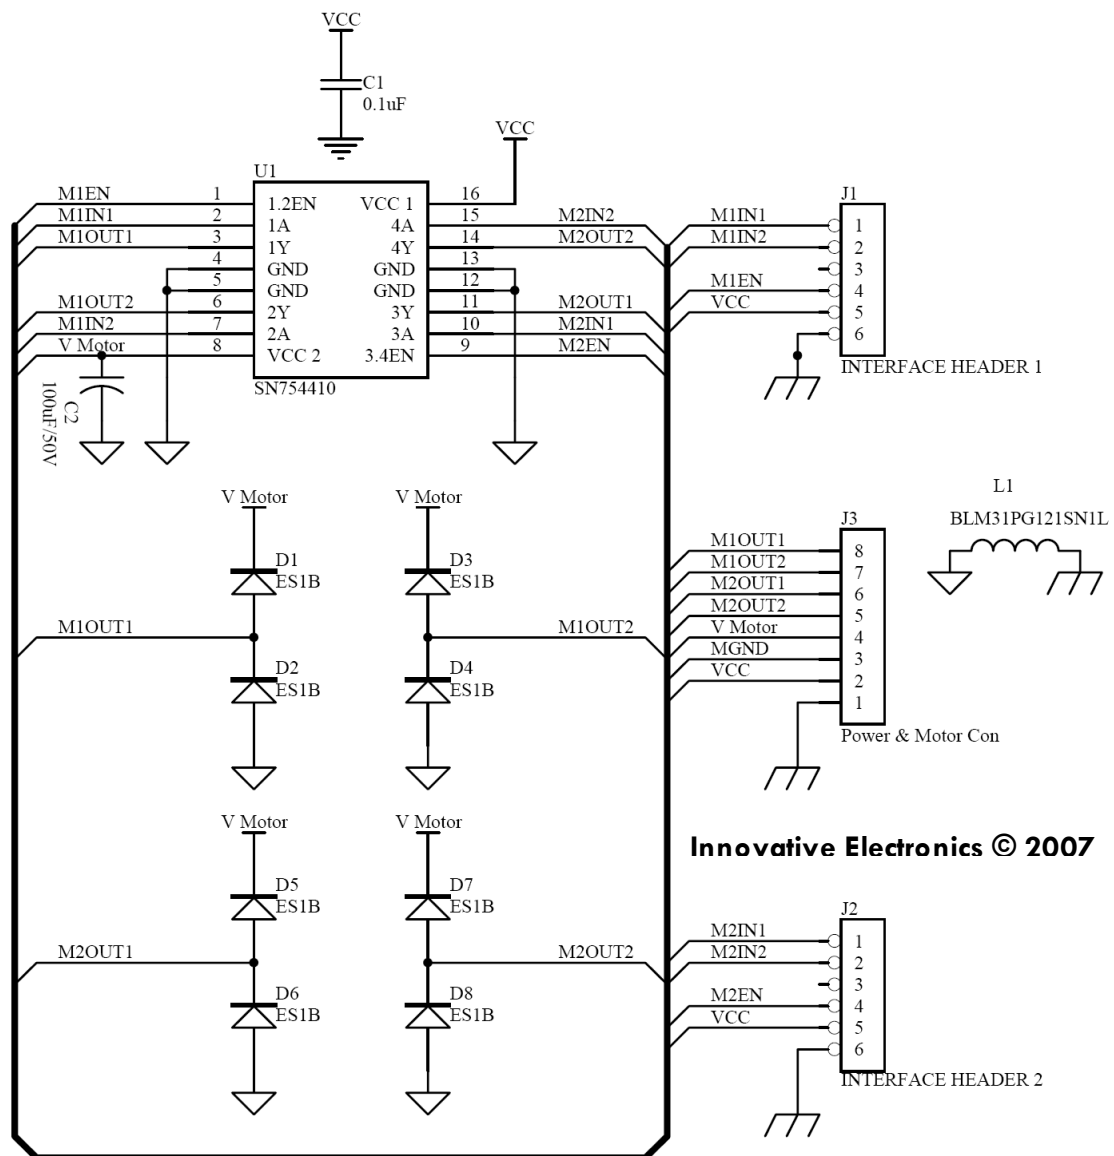 VCC
C1
0.1uF
VCC
U1
M1EN 1 1.2EN VCC 1 16
M1IN1 2 1A 4A 15 M2IN2
M1OUT1 3 1Y 4Y 14 M2OUT2
4 GND GND 13
5 GND GND 12
M1OUT2 6 2Y 3Y 11 M2OUT1
M1IN2 7 2A 3A 10 M2IN1
V Motor 8 VCC 2 3.4EN 9 M2EN
SN754410
C2
100uF/50V
J1
M1IN1 1
M1IN2 2
3
M1EN 4
VCC 5
6
INTERFACE HEADER 1
V Motor
D1
ES1B
M1OUT1
D2
ES1B
V Motor
D3
ES1B
M1OUT2
D4
ES1B
J3
M1OUT1 8
M1OUT2 7
M2OUT1 6
M2OUT2 5
V Motor 4
MGND 3
VCC 2
1
Power & Motor Con
L1
BLM31PG121SN1L
V Motor
D5
ES1B
M2OUT1
D6
ES1B
V Motor
D7
ES1B
M2OUT2
D8
ES1B
Innovative Electronics © 2007
J2
M2IN1 1
M2IN2 2
3
M2EN 4
VCC 5
6
INTERFACE HEADER 2